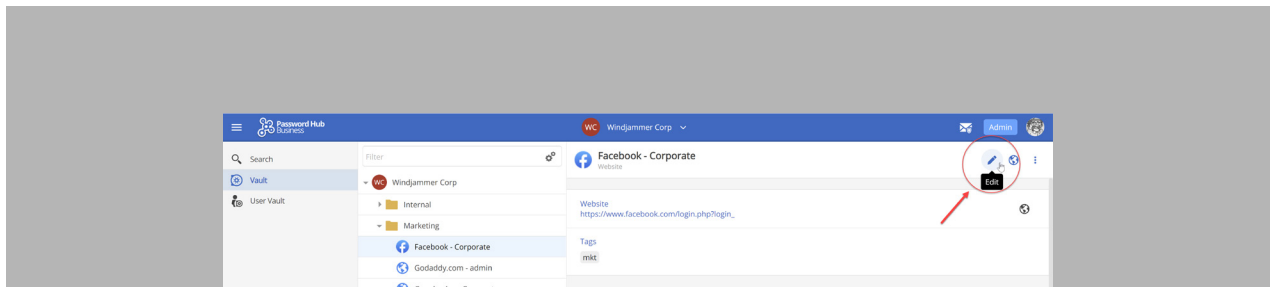 Password Hub
Business
WC Windjammer Corp
Admin
Search
Vault
User Vault
Filter
WC Windjammer Corp
Internal
Marketing
Facebook - Corporate
Godaddy.com - admin
Facebook - Corporate
Website
Edit
Website
https://www.facebook.com/login.php?login_
Tags
mkt